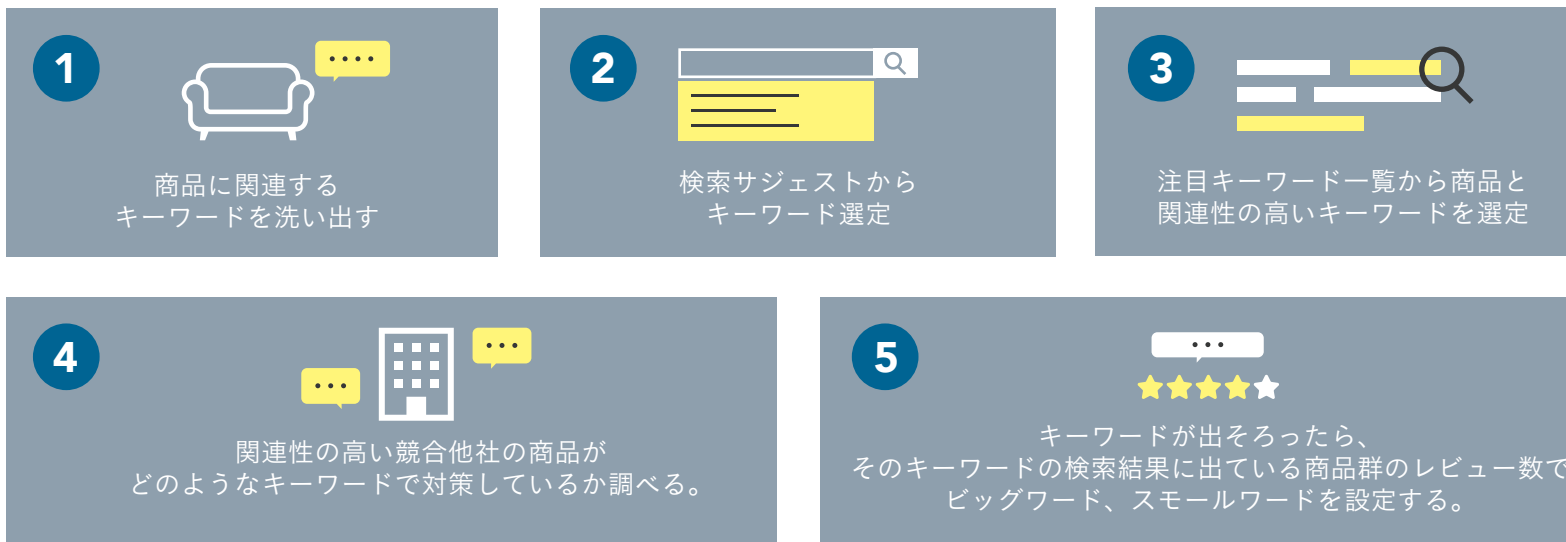 1
商品に関連する
キーワードを洗い出す
2
検索サジェストから
キーワード選定
3
注目キーワード一覧から商品と
関連性の高いキーワードを選定
4
関連性の高い競合他社の商品が
どのようなキーワードで対策しているか調べる。
5
キーワードが出そろったら、
そのキーワードの検索結果に出ている商品群のレビュー数で
ビッグワード、スモールワードを設定する。